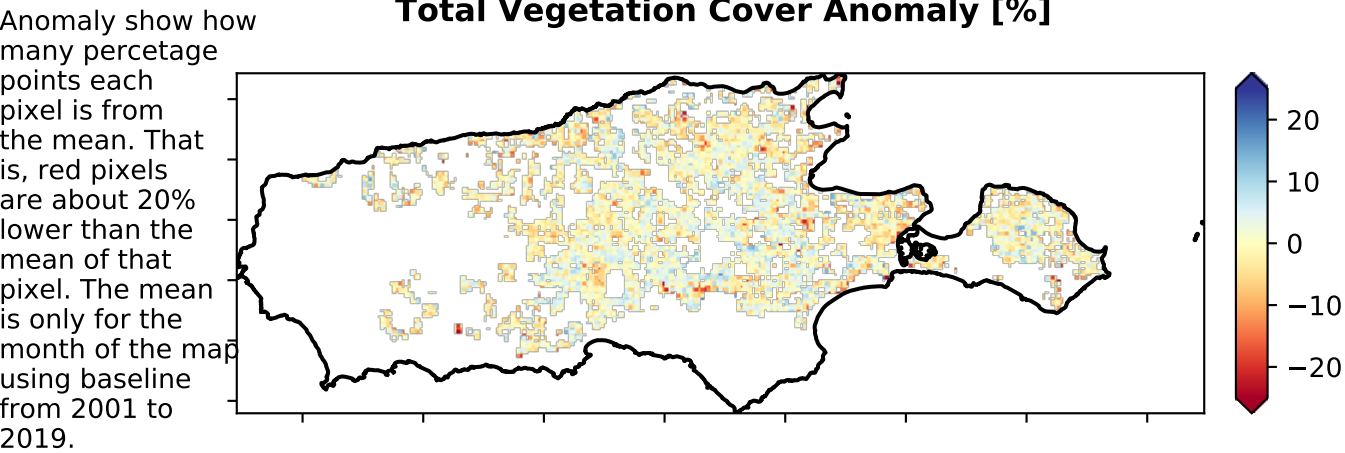 Total Vegetation Cover Anomaly [%]
Anomaly show how
many percetage
points each
pixel is from
the mean. That
is, red pixels
are about 20%
lower than the
mean of that
pixel. The mean
is only for the
month of the map
using baseline
from 2001 to
2019.
20
10
0
−10
−20